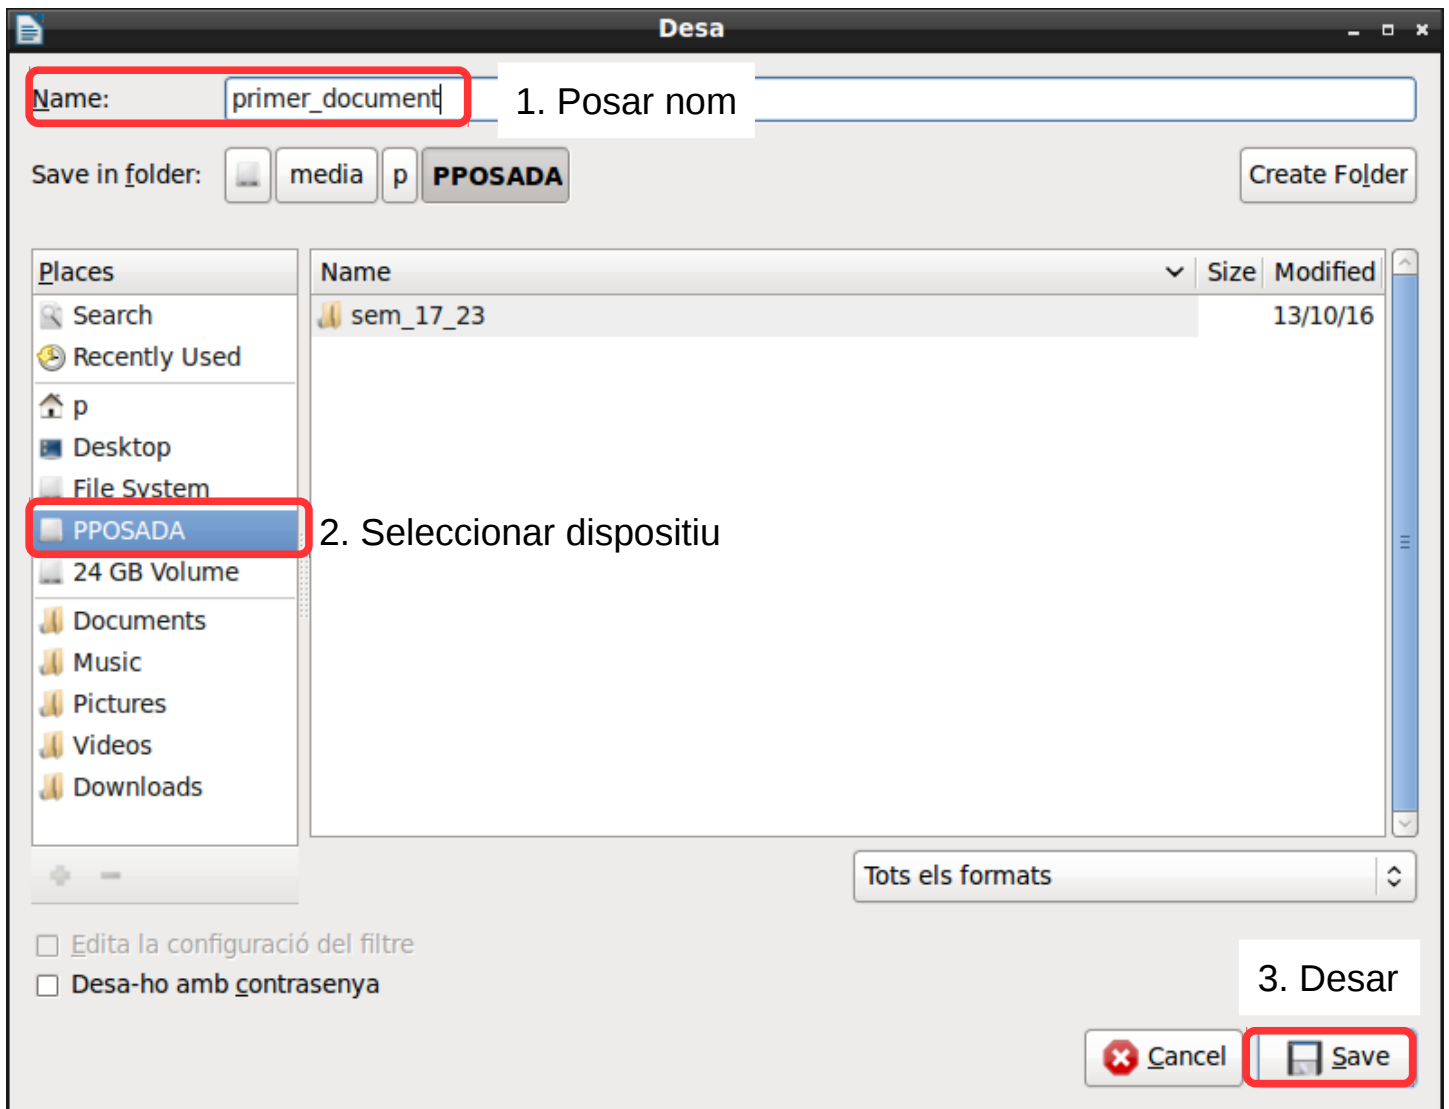 Desa
Name: primer_document 1. Posar nom
Save in folder: media p PPOSADA Create Folder
Places Name Size Modified
Search sem_17_23 13/10/16
Recently Used
p
Desktop
File System
PPOSADA 2. Seleccionar dispositiu
24 GB Volume
Documents
Music
Pictures
Videos
Downloads
Tots els formats
Edita la configuració del filtre
Desa-ho amb contrasenya
3. Desar
Cancel Save